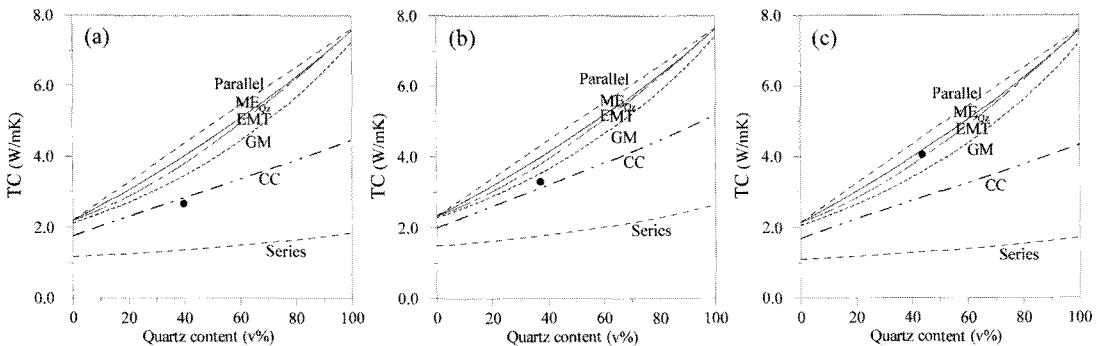 8.0
(a)
Parallel
ME_Qz
EMT
GM
CC
Series
6.0
4.0
2.0
0.0
TC (W/mK)
0
20
40
60
80
100
Quartz content (v%)
8.0
(b)
Parallel
ME_Qz
EMT
GM
CC
Series
6.0
4.0
2.0
0.0
TC (W/mK)
0
20
40
60
80
100
Quartz content (v%)
8.0
(c)
Parallel
ME_Qz
EMT
GM
CC
Series
6.0
4.0
2.0
0.0
TC (W/mK)
0
20
40
60
80
100
Quartz content (v%)